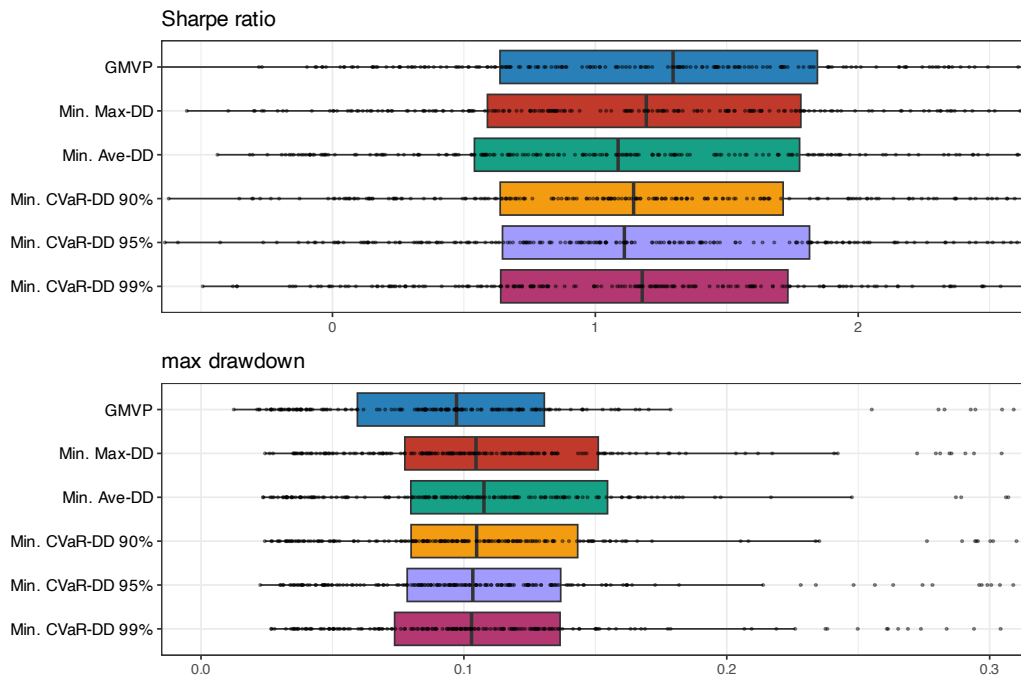 Sharpe ratio
GMVP
Min. Max-DD
Min. Ave-DD
Min. CVaR-DD 90%
Min. CVaR-DD 95%
Min. CVaR-DD 99%
0 1 2
max drawdown
GMVP
Min. Max-DD
Min. Ave-DD
Min. CVaR-DD 90%
Min. CVaR-DD 95%
Min. CVaR-DD 99%
0.0 0.1 0.2 0.3